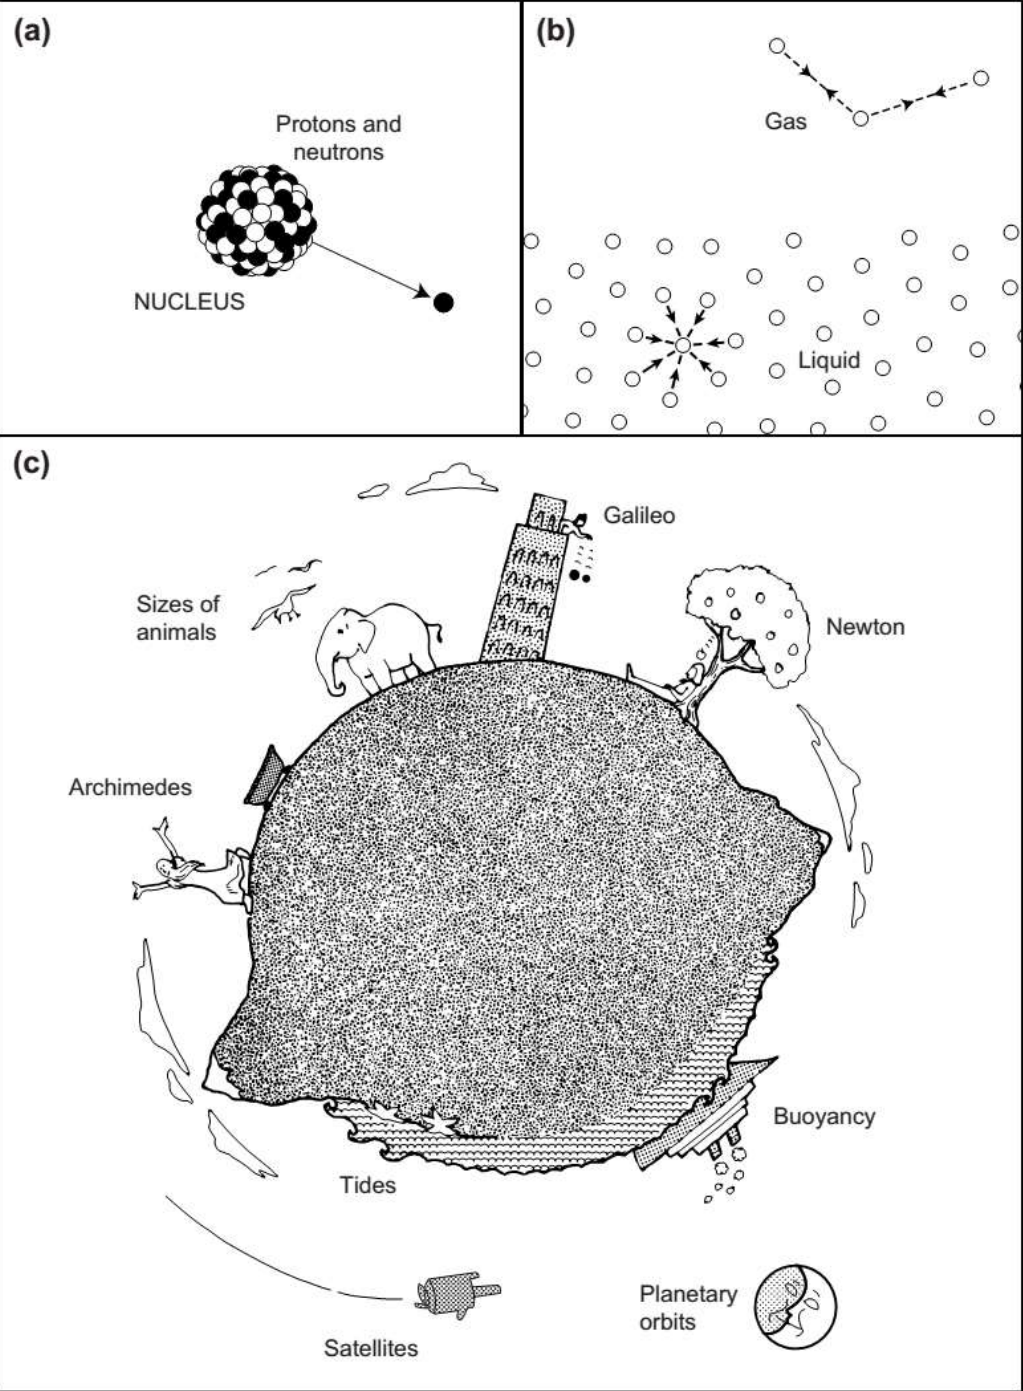 (a)
Protons and
neutrons
NUCLEUS
(b)
Gas
Liquid
(c)
Galileo
Sizes of
animals
Newton
Archimedes
Buoyancy
Tides
Planetary
orbits
Satellites